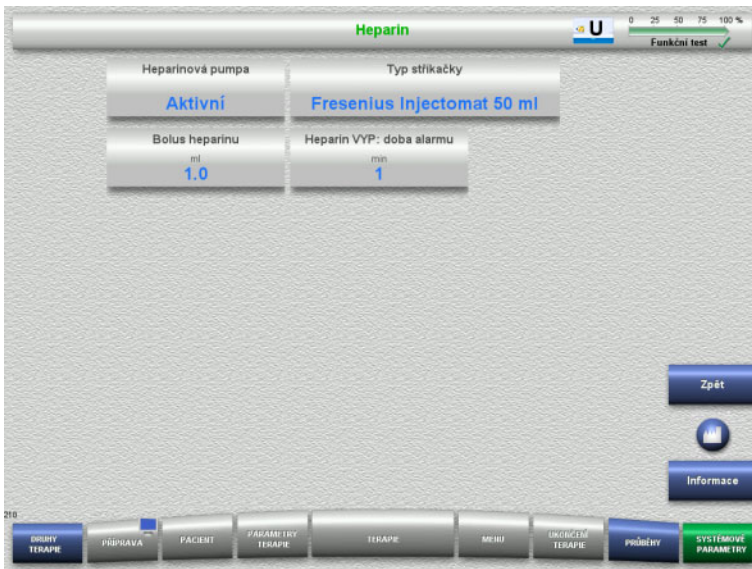 Heparin
U
0 25 50 75 100 %
Funkční test
Heparinová pumpa
Aktivní
Typ stříkačky
Fresenius Injectomat 50 ml
Bolus heparinu
ml
1.0
Heparin VYP: doba alarmu
min
1
Zpět
Informace
210
DRUHY
TERAPIE
PŘÍPRAVA
PACIENT
PARAMETRY
TERAPIE
TERAPIE
MENU
UKONČENÍ
TERAPIE
PRŮBĚHY
SYSTÉMOVÉ
PARAMETRY